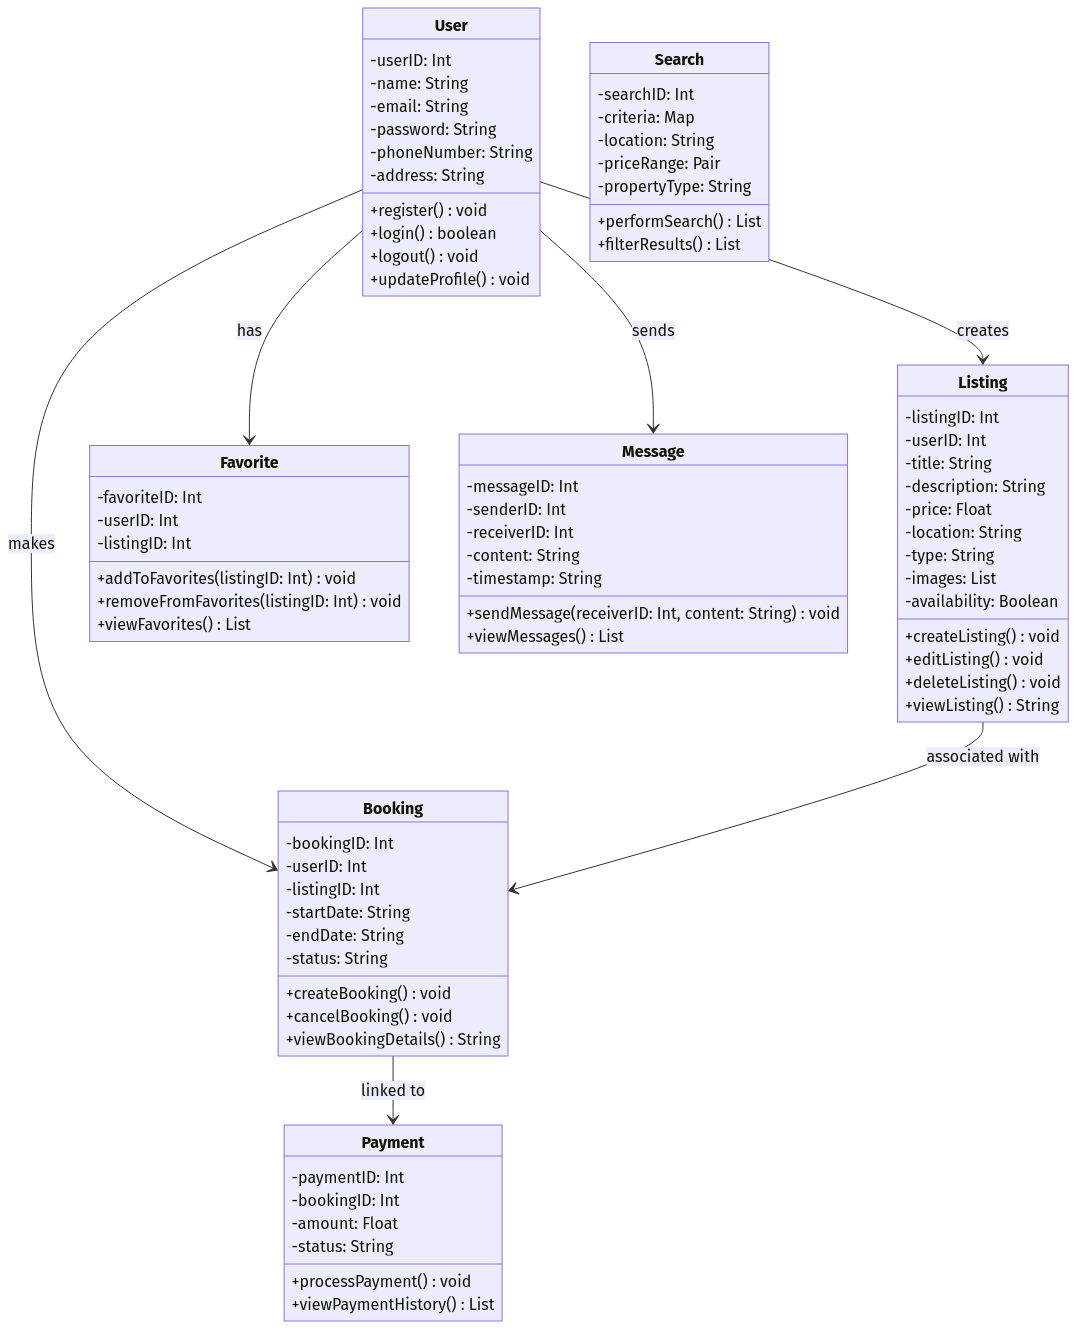 User
-userID: Int
-name: String
-email: String
-password: String
-phoneNumber: String
-address: String
+register() : void
+login() : boolean
+logout() : void
+updateProfile() : void
Search
-searchID: Int
-criteria: Map
-location: String
-priceRange: Pair
-propertyType: String
+performSearch() : List
+filterResults() : List
has
sends
creates
Favorite
-favoriteID: Int
-userID: Int
-listingID: Int
+addToFavorites(listingID: Int) : void
+removeFromFavorites(listingID: Int) : void
+viewFavorites() : List
Message
-messageID: Int
-senderID: Int
-receiverID: Int
-content: String
-timestamp: String
+sendMessage(receiverID: Int, content: String) : void
+viewMessages() : List
Listing
-listingID: Int
-userID: Int
-title: String
-description: String
-price: Float
-location: String
-type: String
-images: List
-availability: Boolean
+createListing() : void
+editListing() : void
+deleteListing() : void
+viewListing() : String
makes
associated with
Booking
-bookingID: Int
-userID: Int
-listingID: Int
-startDate: String
-endDate: String
-status: String
+createBooking() : void
+cancelBooking() : void
+viewBookingDetails() : String
linked to
Payment
-paymentID: Int
-bookingID: Int
-amount: Float
-status: String
+processPayment() : void
+viewPaymentHistory() : List